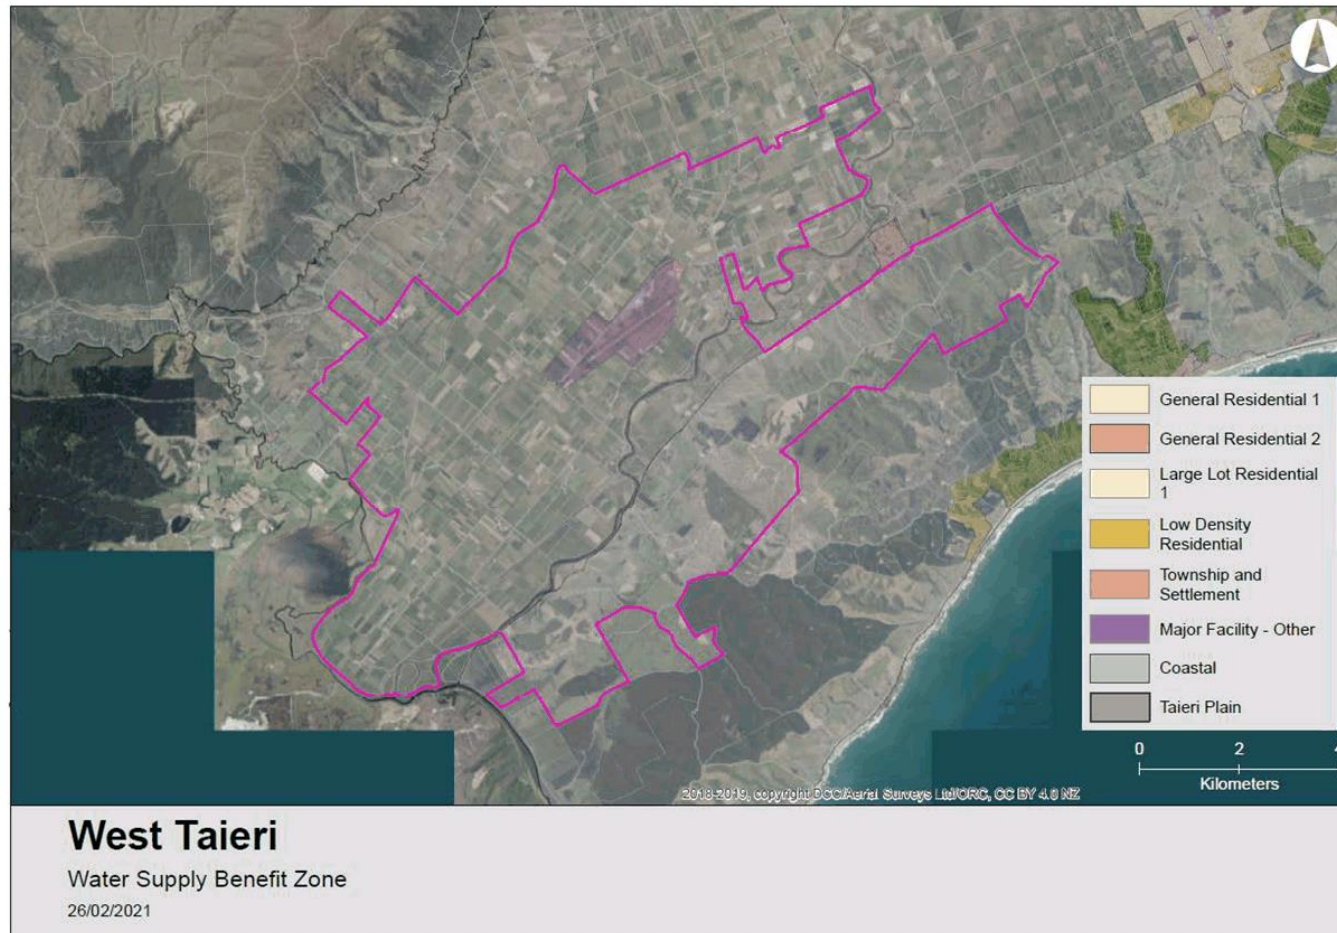 General Residential 1
General Residential 2
Large Lot Residential
1
Low Density
Residential
Township and
Settlement
Major Facility - Other
Coastal
Taieri Plain
0 2 4
Kilometers
2018-2019, copyright DCC/Aerial Surveys Ltd/ORC, CC BY 4.0 NZ
West Taieri
Water Supply Benefit Zone
26/02/2021